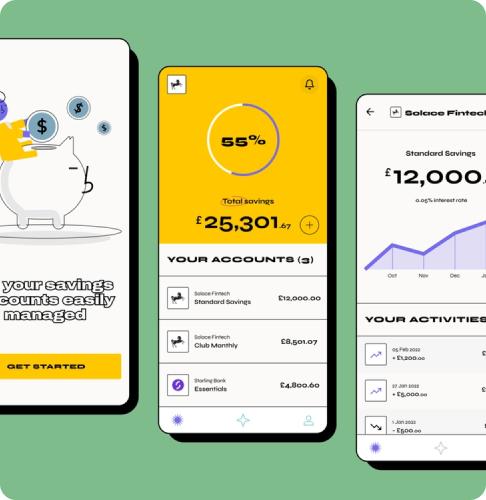 $
$
$
your savings
counts easily
managed
GET STARTED
55%
Total savings
£25,301.67
+
YOUR ACCOUNTS (3)
Solace Fintech
Standard Savings
£12,000.00
Solace Fintech
Club Monthly
£8,501.07
Starling Bank
Essentials
£4,800.60
Solace Fintech
Standard Savings
£12,000.
0.05% interest rate
Oct
Nov
Dec
YOUR ACTIVITIES
05 Feb 2022
+ £1,200.00
27 Jan 2022
+ £5,000.00
1 Jan 2022
- £500.00